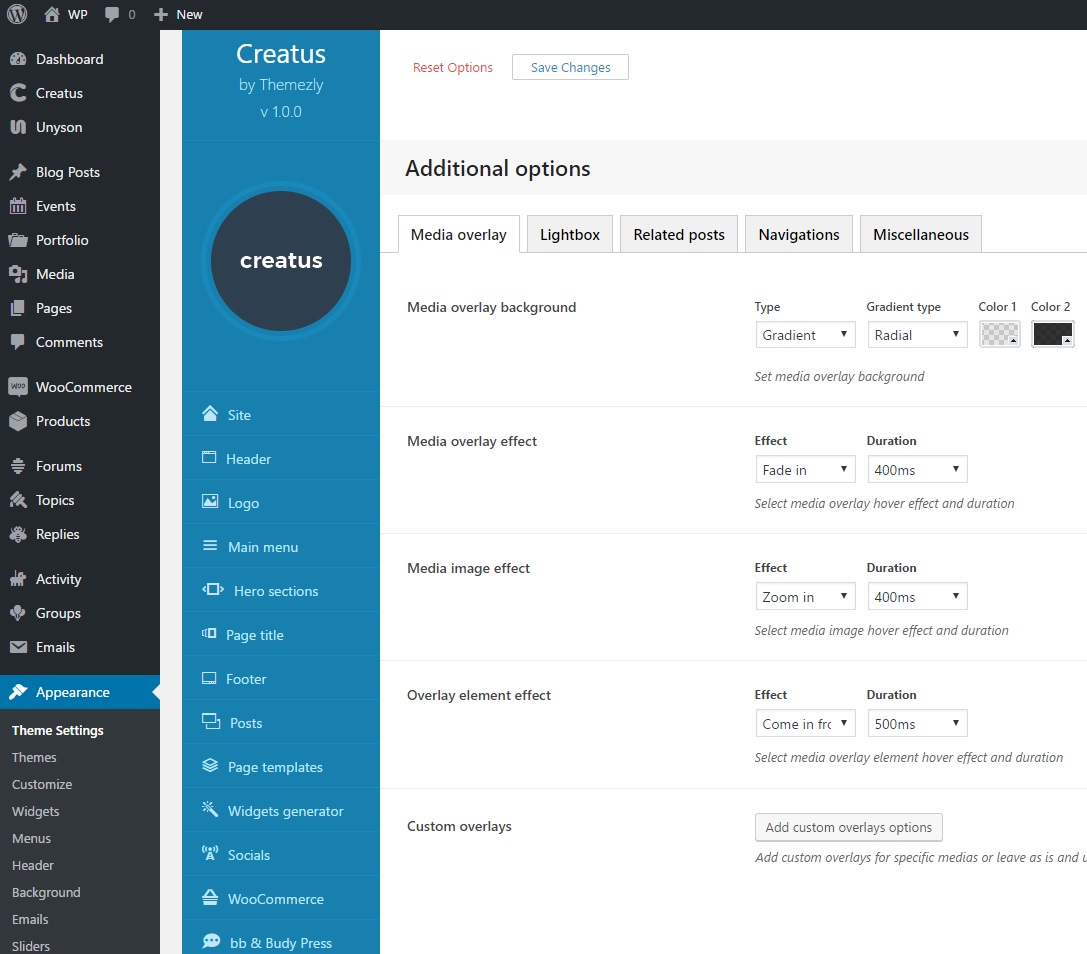 WP 0 New
Dashboard
Creatus
Unyson
Blog Posts
Events
Portfolio
Media
Pages
Comments
WOO WooCommerce
Products
Forums
Topics
Replies
Activity
Groups
Emails
Appearance
Theme Settings
Themes
Customize
Widgets
Menus
Header
Background
Emails
Sliders
Creatus
by Themezly
v 1.0.0
creatus
Site
Header
Logo
Main menu
Hero sections
Page title
Footer
Posts
Page templates
Widgets generator
Socials
WooCommerce
bb & Budy Press
Reset Options Save Changes
Additional options
Media overlay Lightbox Related posts Navigations Miscellaneous
Media overlay background
Type Gradient type Color 1 Color 2
Gradient Radial
Set media overlay background
Media overlay effect
Effect Duration
Fade in 400ms
Select media overlay hover effect and duration
Media image effect
Effect Duration
Zoom in 400ms
Select media image hover effect and duration
Overlay element effect
Effect Duration
Come in frc 500ms
Select media overlay element hover effect and duration
Custom overlays
Add custom overlays options
Add custom overlays for specific medias or leave as is and u